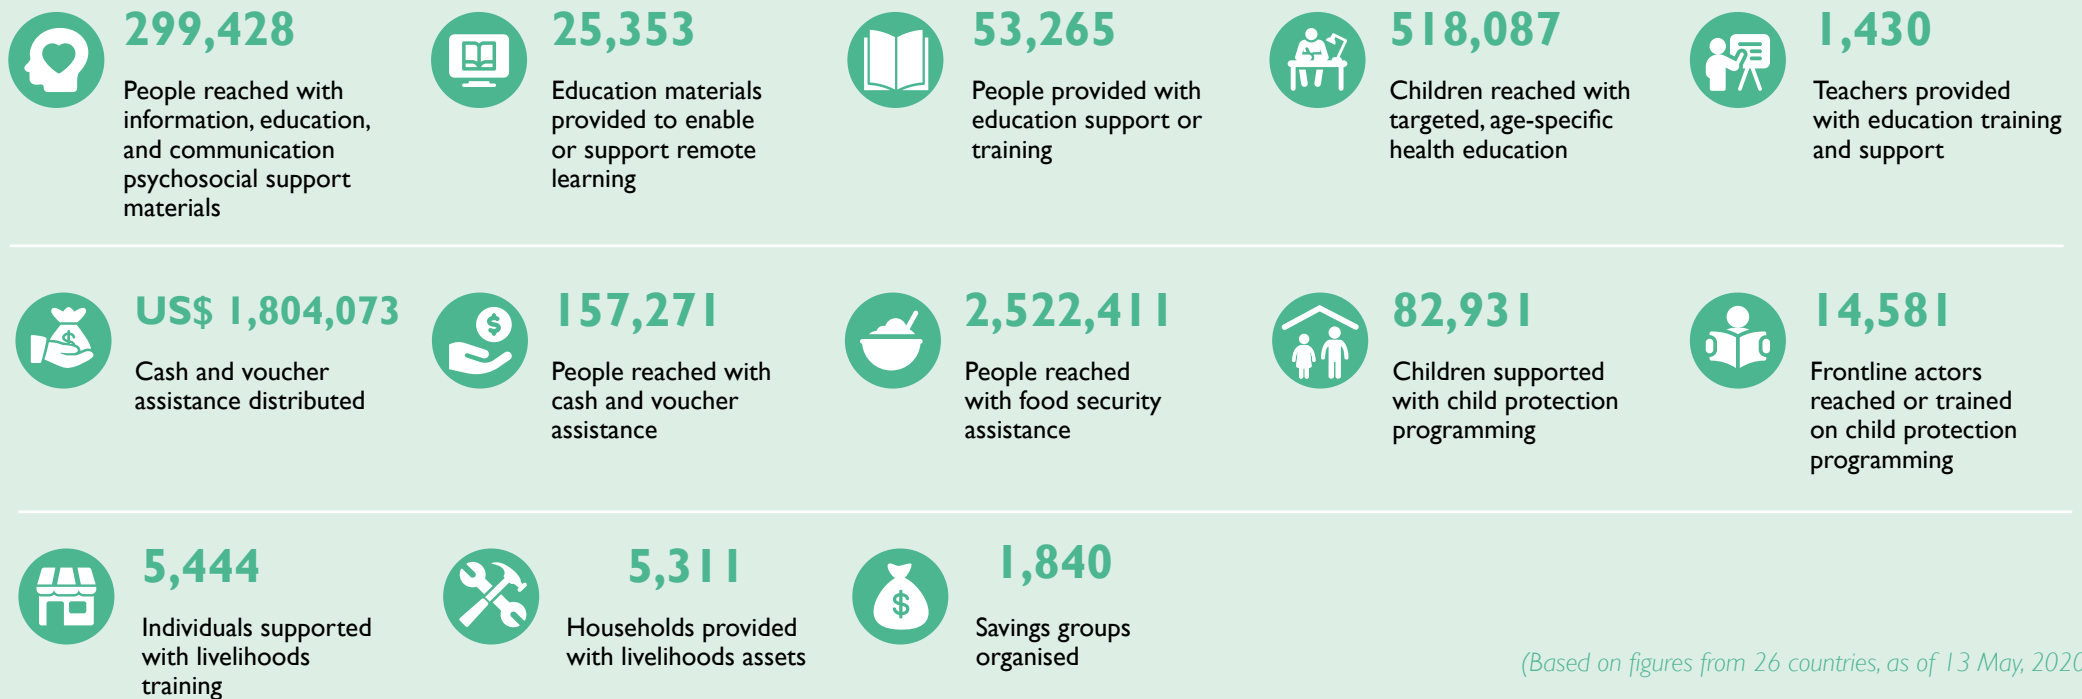 299,428
People reached with
information, education,
and communication
psychosocial support
materials
25,353
Education materials
provided to enable
or support remote
learning
53,265
People provided with
education support or
training
518,087
Children reached with
targeted, age-specific
health education
1,430
Teachers provided
with education training
and support
US$ 1,804,073
Cash and voucher
assistance distributed
157,271
People reached with
cash and voucher
assistance
2,522,411
People reached
with food security
assistance
82,931
Children supported
with child protection
programming
14,581
Frontline actors
reached or trained
on child protection
programming
5,444
Individuals supported
with livelihoods
training
5,311
Households provided
with livelihoods assets
1,840
Savings groups
organised
(Based on figures from 26 countries, as of 13 May, 2020